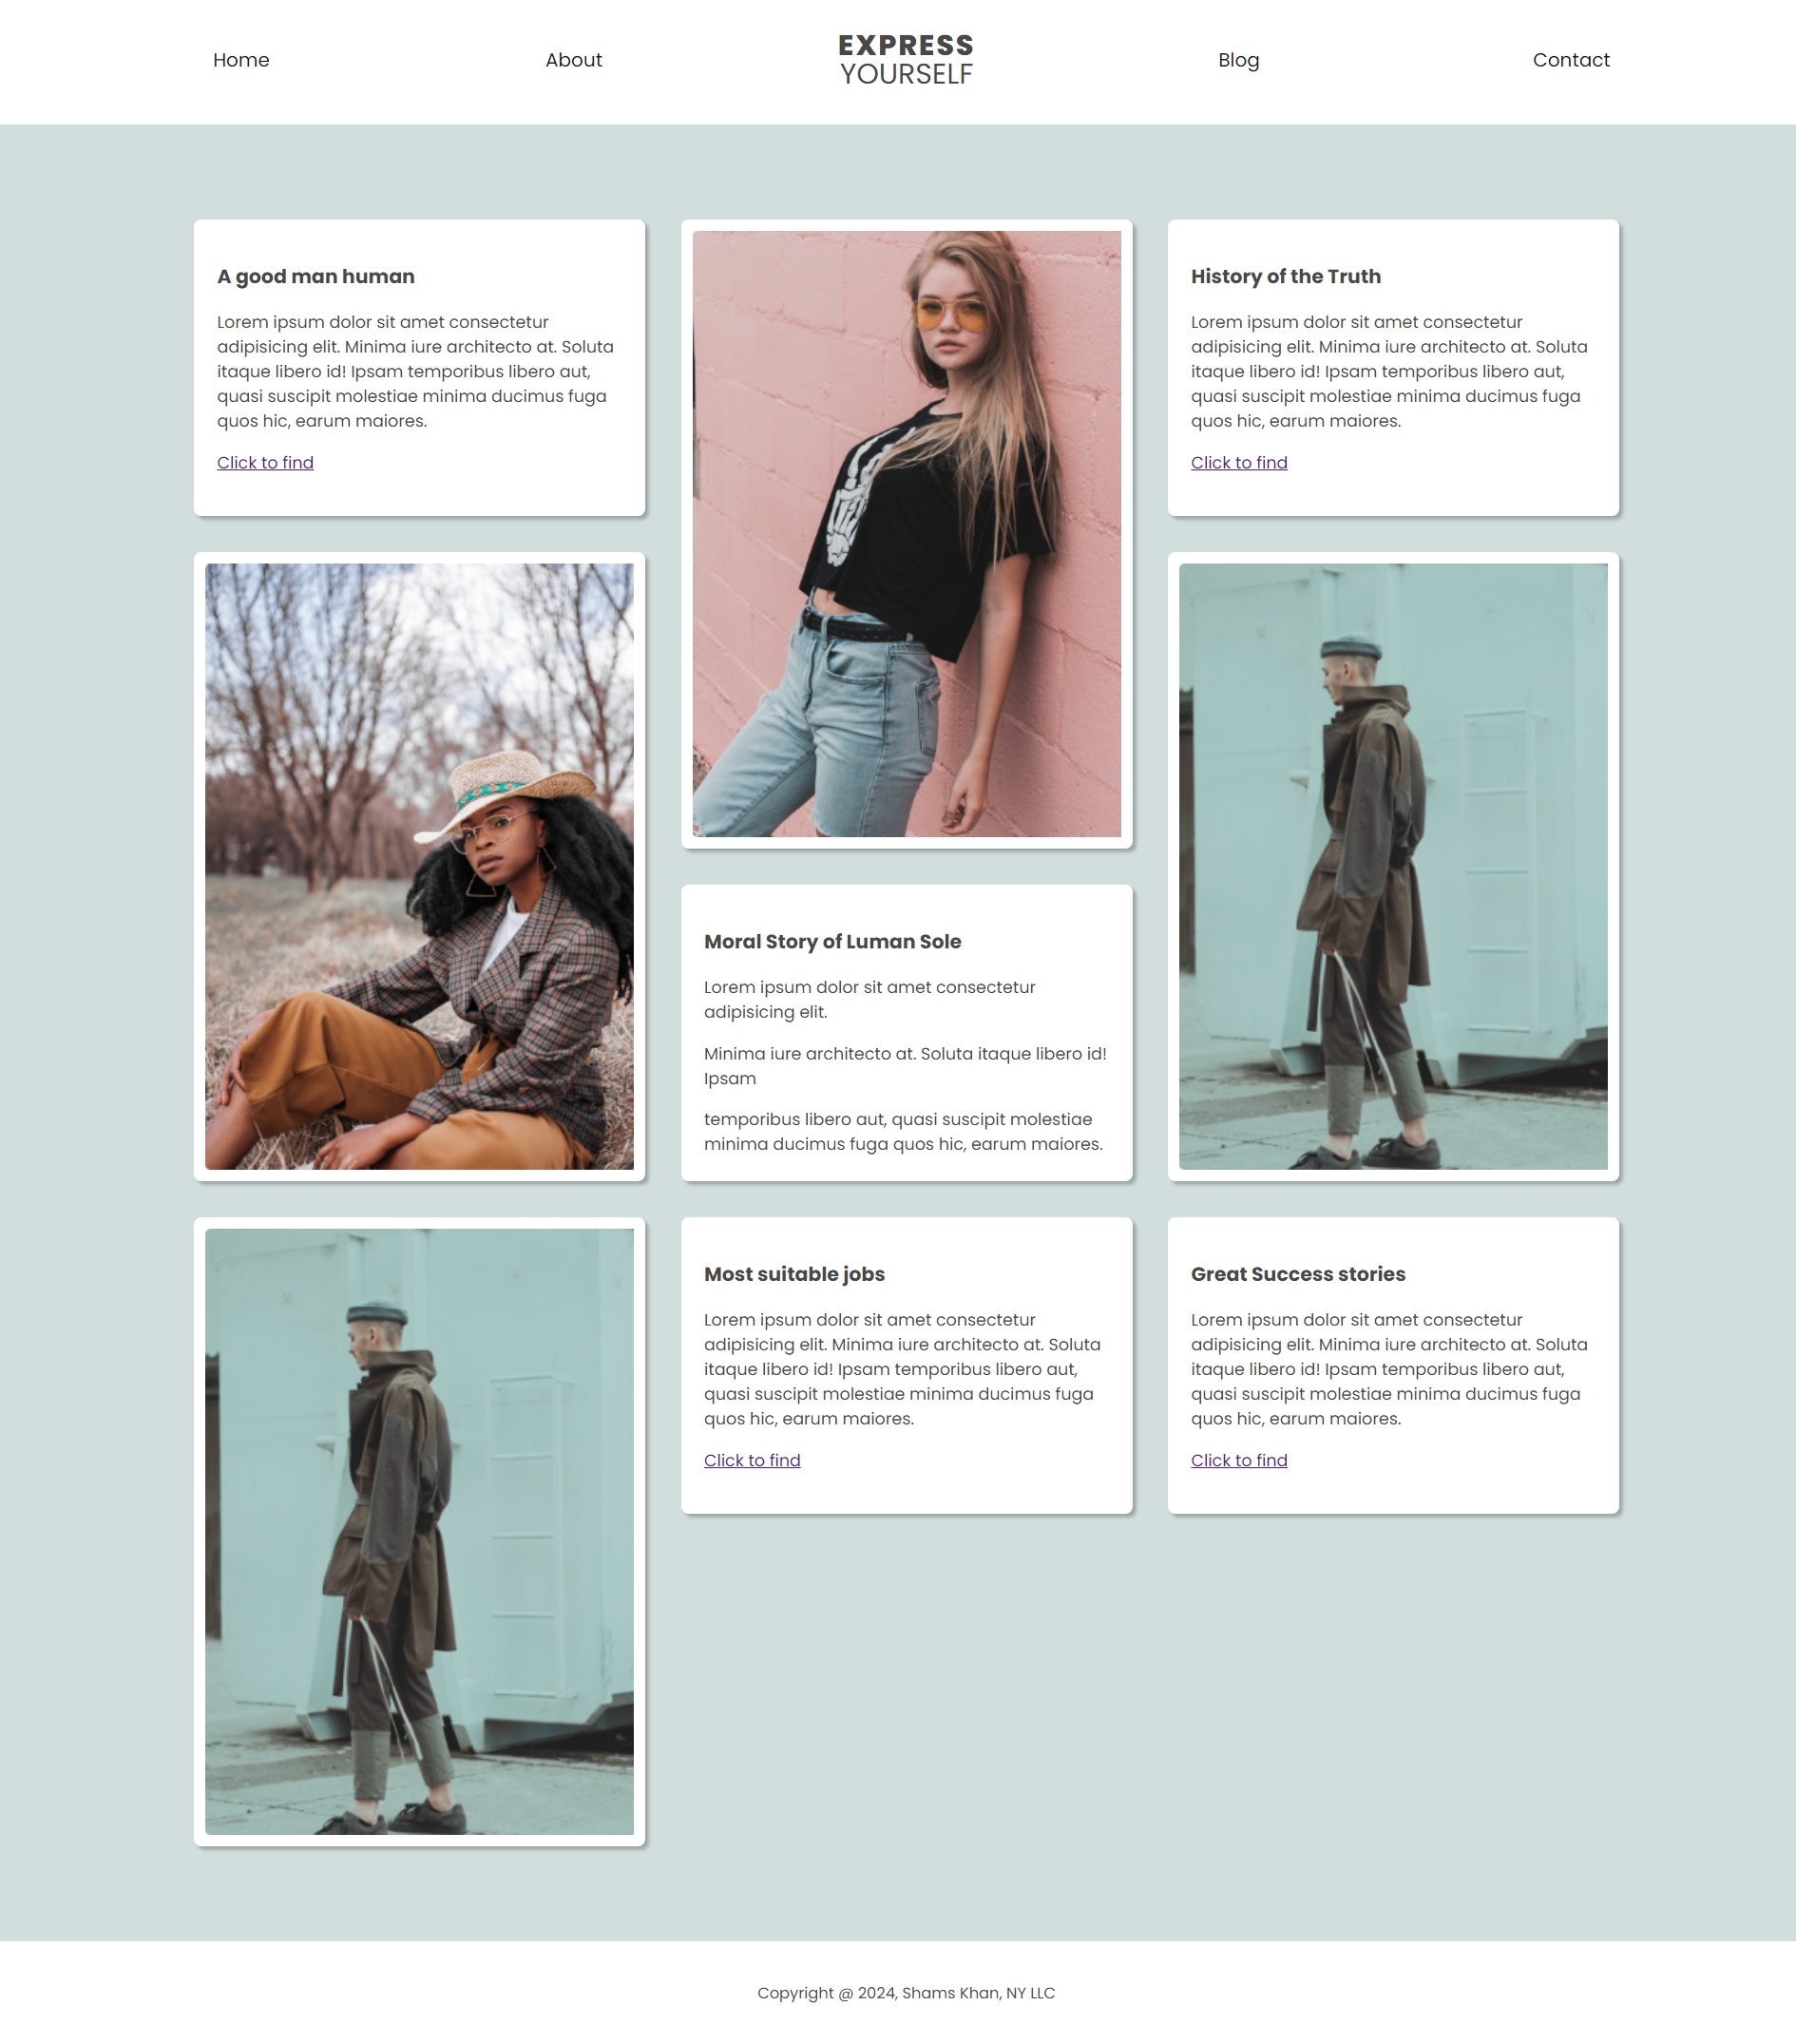 Home
About
EXPRESS
YOURSELF
Blog
Contact
A good man human
Lorem ipsum dolor sit amet consectetur
adipisicing elit. Minima iure architecto at. Soluta
itaque libero id! Ipsam temporibus libero aut,
quasi suscipit molestiae minima ducimus fuga
quos hic, earum maiores.
Click to find
History of the Truth
Lorem ipsum dolor sit amet consectetur
adipisicing elit. Minima iure architecto at. Soluta
itaque libero id! Ipsam temporibus libero aut,
quasi suscipit molestiae minima ducimus fuga
quos hic, earum maiores.
Click to find
Moral Story of Luman Sole
Lorem ipsum dolor sit amet consectetur
adipisicing elit.
Minima iure architecto at. Soluta itaque libero id!
Ipsam
temporibus libero aut, quasi suscipit molestiae
minima ducimus fuga quos hic, earum maiores.
Most suitable jobs
Lorem ipsum dolor sit amet consectetur
adipisicing elit. Minima iure architecto at. Soluta
itaque libero id! Ipsam temporibus libero aut,
quasi suscipit molestiae minima ducimus fuga
quos hic, earum maiores.
Click to find
Great Success stories
Lorem ipsum dolor sit amet consectetur
adipisicing elit. Minima iure architecto at. Soluta
itaque libero id! Ipsam temporibus libero aut,
quasi suscipit molestiae minima ducimus fuga
quos hic, earum maiores.
Click to find
Copyright @ 2024, Shams Khan, NY LLC